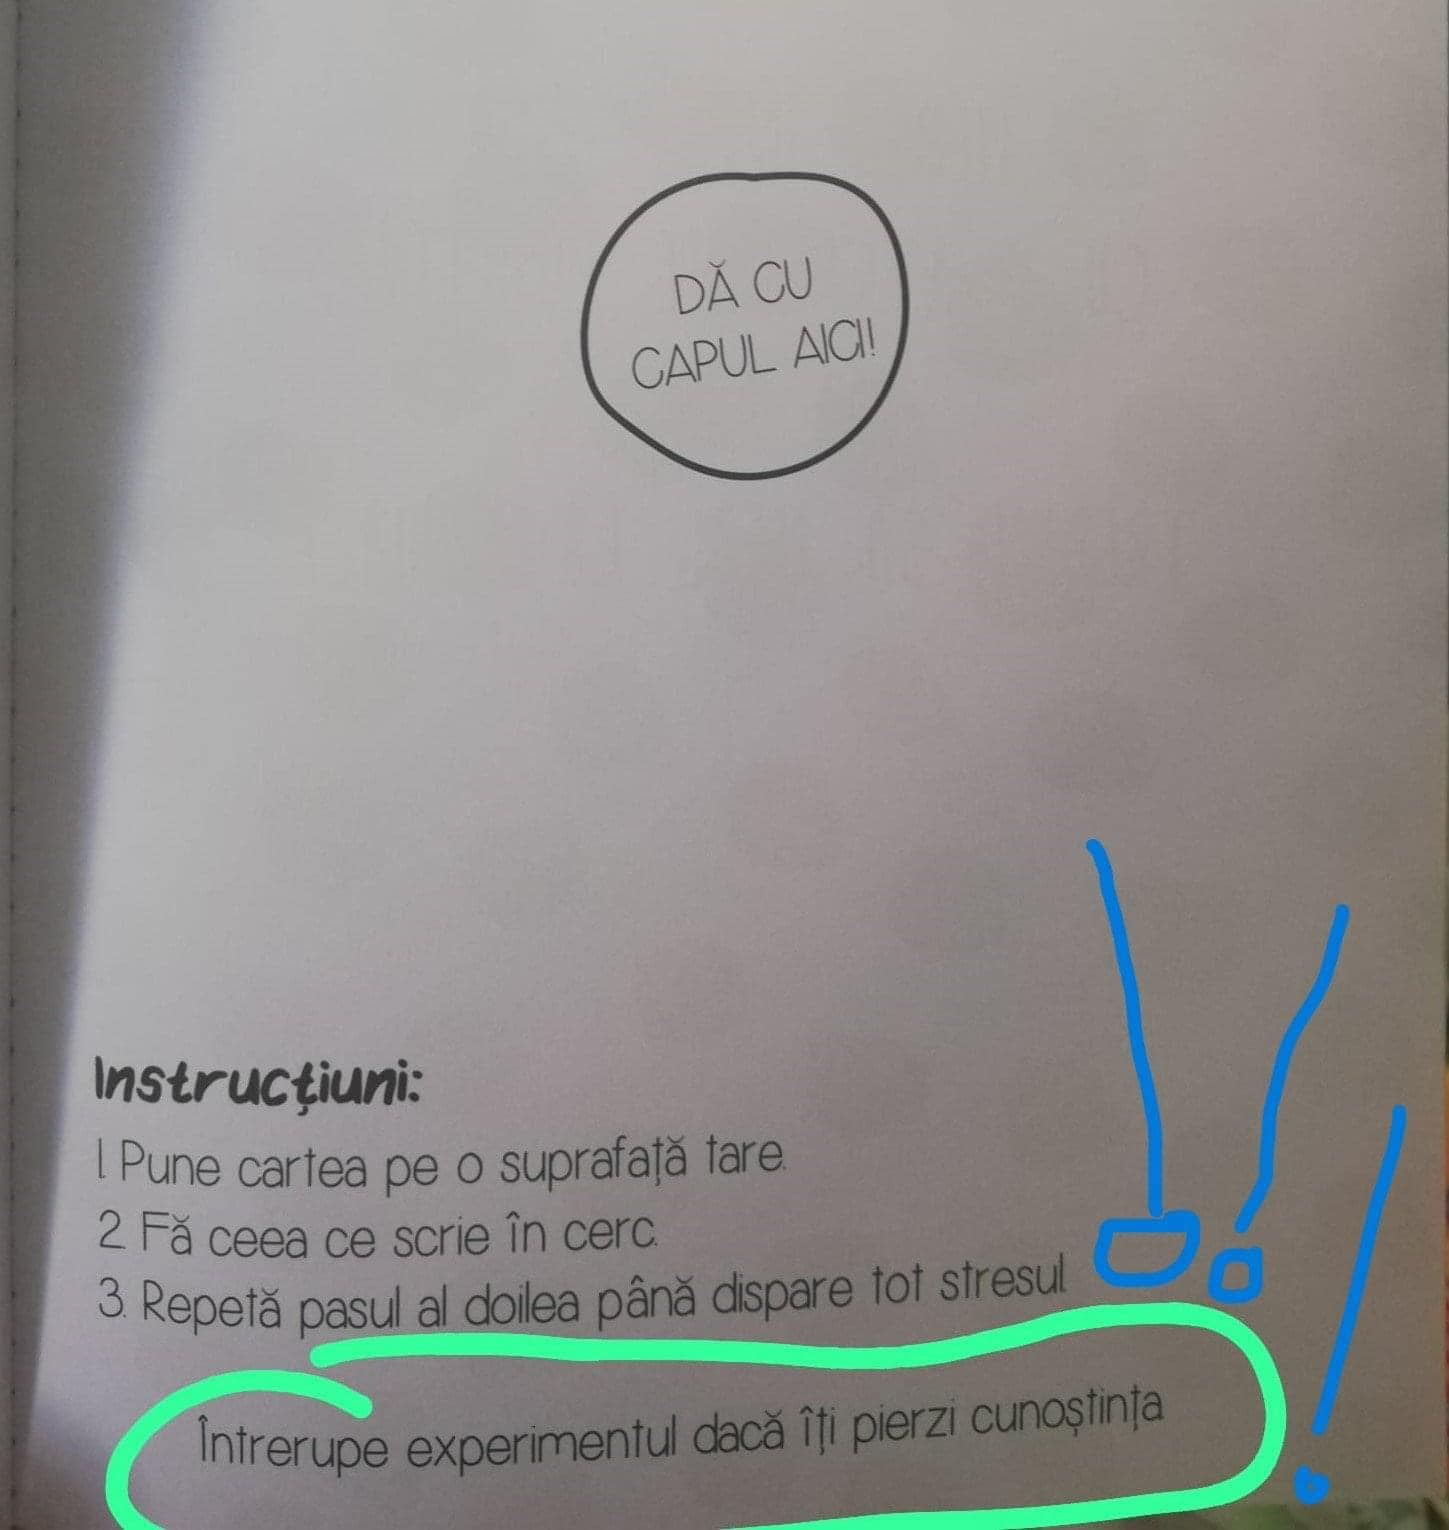 DĂ CU
CAPUL AICI!
Instrucțiuni:
1 Pune cartea pe o suprafață tare.
2 Fă ceea ce scrie în cerc.
3. Repetă pasul al doilea până dispare tot stresul
Întrerupe experimentul dacă îți pierzi cunoștința